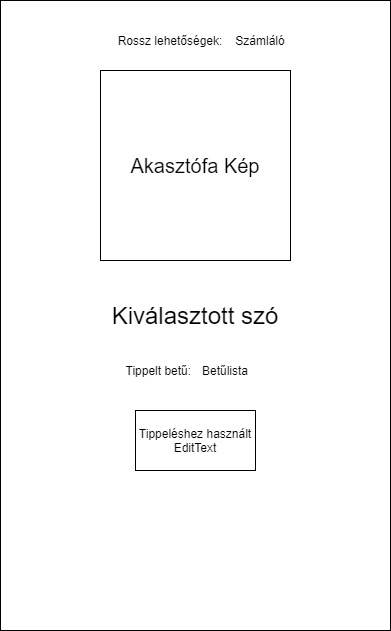 Rossz lehetőségek: Számláló
Akasztófa Kép
Kiválasztott szó
Tippelt betű: Betűlista
Tippeléshez használt
EditText